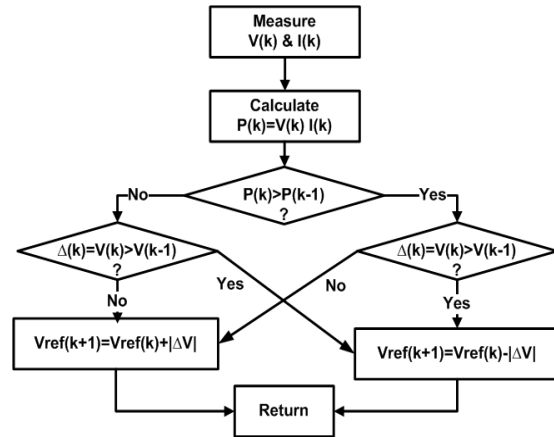 Measure
V(k) & I(k)
Calculate
P(k)=V(k) I(k)
No
P(k)>P(k-1)
?
Yes
Δ(k)=V(k)>V(k-1)
?
Δ(k)=V(k)>V(k-1)
?
No
Yes
No
Yes
Vref(k+1)=Vref(k)+|ΔV|
Vref(k+1)=Vref(k)-|ΔV|
Return